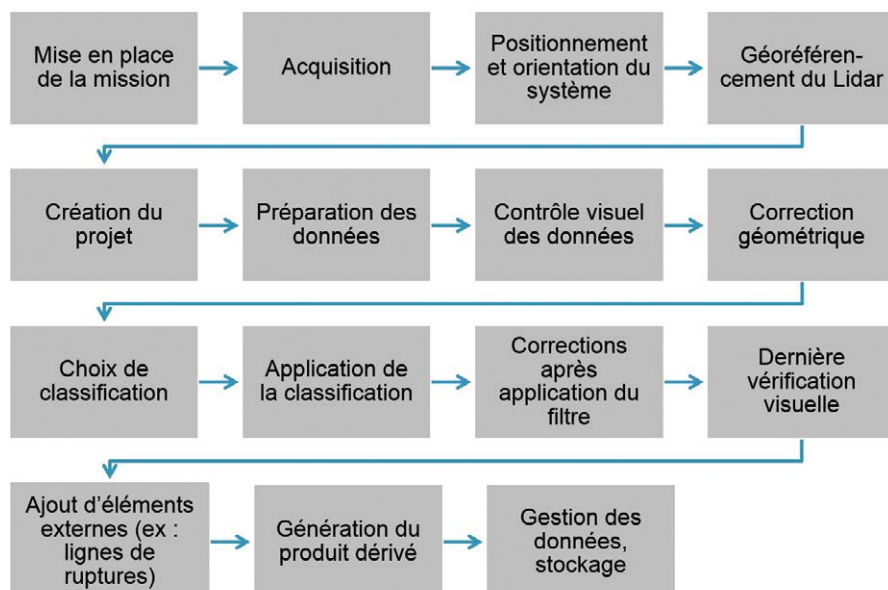 Mise en place
de la mission
Acquisition
Positionnement
et orientation du
système
Géoréféren-
cement du Lidar
Création du
projet
Préparation des
données
Contrôle visuel
des données
Correction
géométrique
Choix de
classification
Application de
la classification
Corrections
après
application du
filtre
Dernière
vérification
visuelle
Ajout d'éléments
externes (ex :
lignes de
ruptures)
Génération du
produit dérivé
Gestion des
données,
stockage